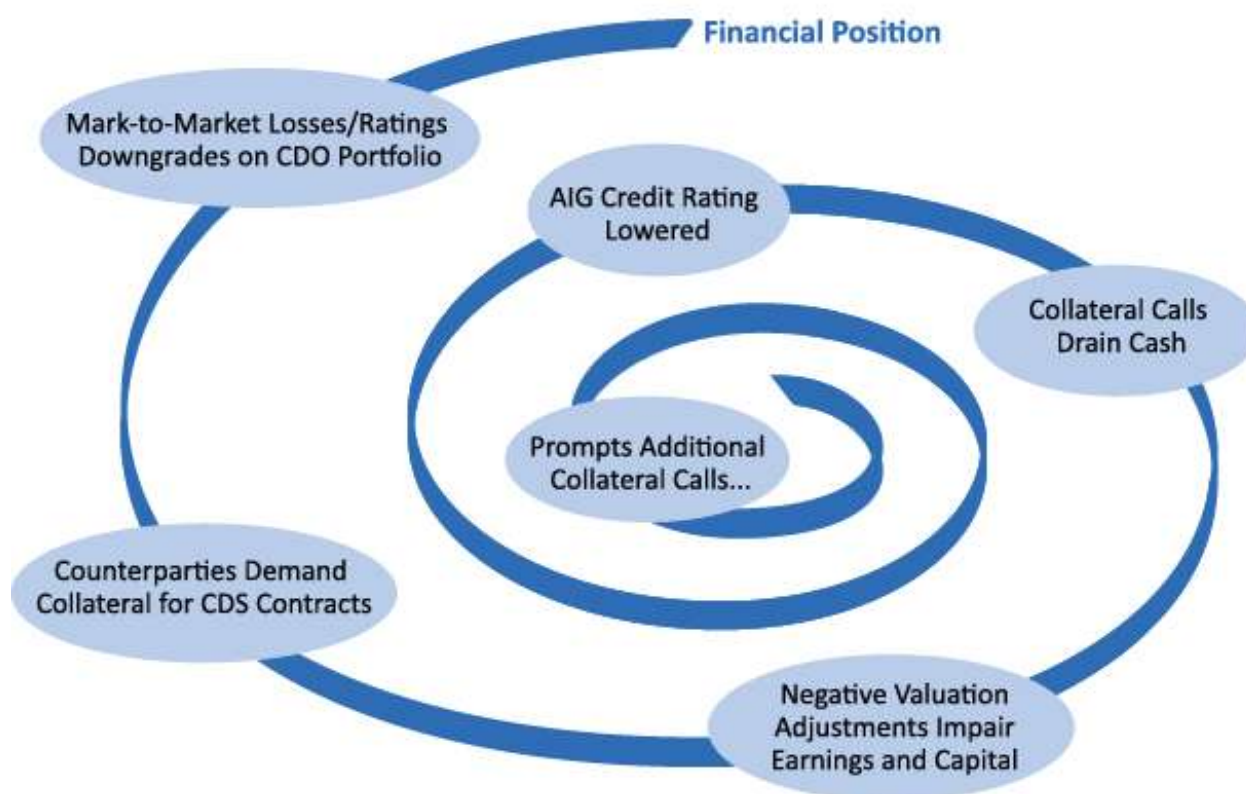 Financial Position
Mark-to-Market Losses/Ratings
Downgrades on CDO Portfolio
Counterparties Demand
Collateral for CDS Contracts
Negative Valuation
Adjustments Impair
Earnings and Capital
Collateral Calls
Drain Cash
AIG Credit Rating
Lowered
Prompts Additional
Collateral Calls...